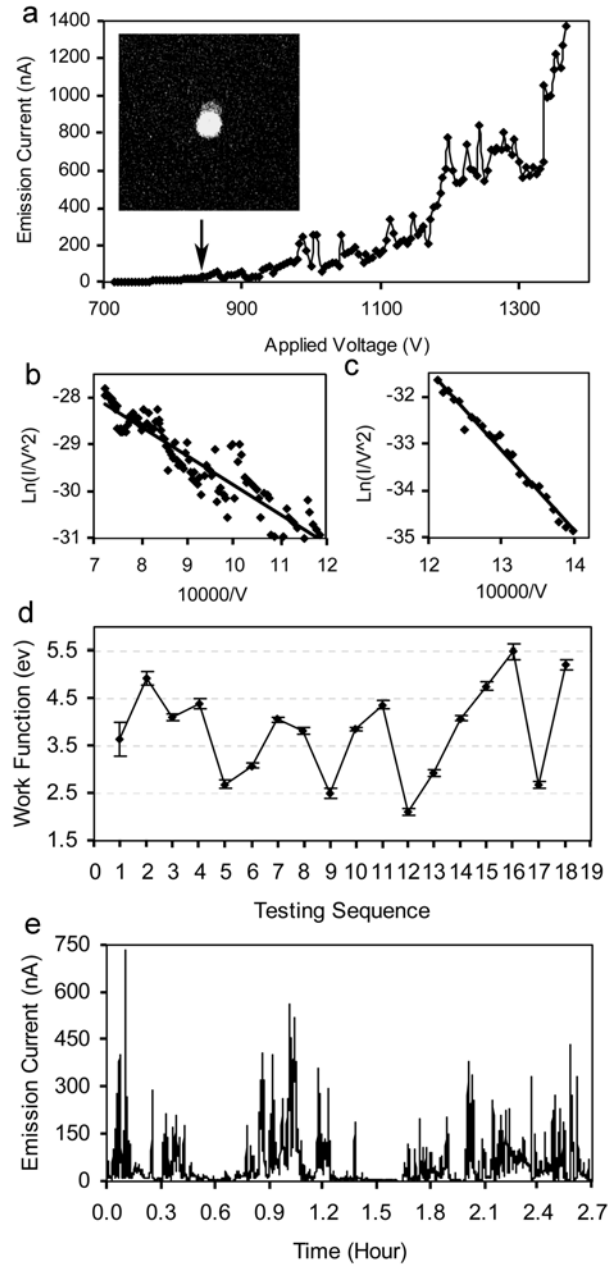 a
1400
1200
1000
800
600
400
200
0
Emission Current (nA)
700 900 1100 1300
Applied Voltage (V)
b
-28
-29
-30
-31
Ln(I/V^2)
7 8 9 10 11 12
10000/V
c
-32
-33
-34
-35
Ln(I/V^2)
12 13 14
10000/V
d
5.5
4.5
3.5
2.5
1.5
Work Function (ev)
0 1 2 3 4 5 6 7 8 9 10 11 12 13 14 15 16 17 18 19
Testing Sequence
e
750
600
450
300
150
0
Emission Current (nA)
0.0 0.3 0.6 0.9 1.2 1.5 1.8 2.1 2.4 2.7
Time (Hour)